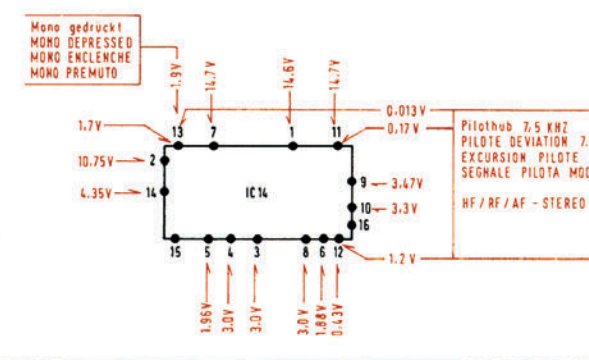 Mono gedrückt
MONO DEPRESSED
MONO ENCLENCHE
MONO PREMUTO
1.9V
14.7V
14.6V
14.7V
0,013V
1.7V
13
7
1
11
0,17V
Pilothub 7,5 KHZ
PILOTE DEVIATION 7.
EXCURSION PILOTE
SEGNALE PILOTA MOD
HF/RF/AF - STEREO
10.75V
2
4.35V
14
IC 14
9
3.47V
10
3.3V
16
15
5
4
3
8
6
12
1.2V
1.96V
3.0V
3.0V
3.0V
1.88V
0.43V